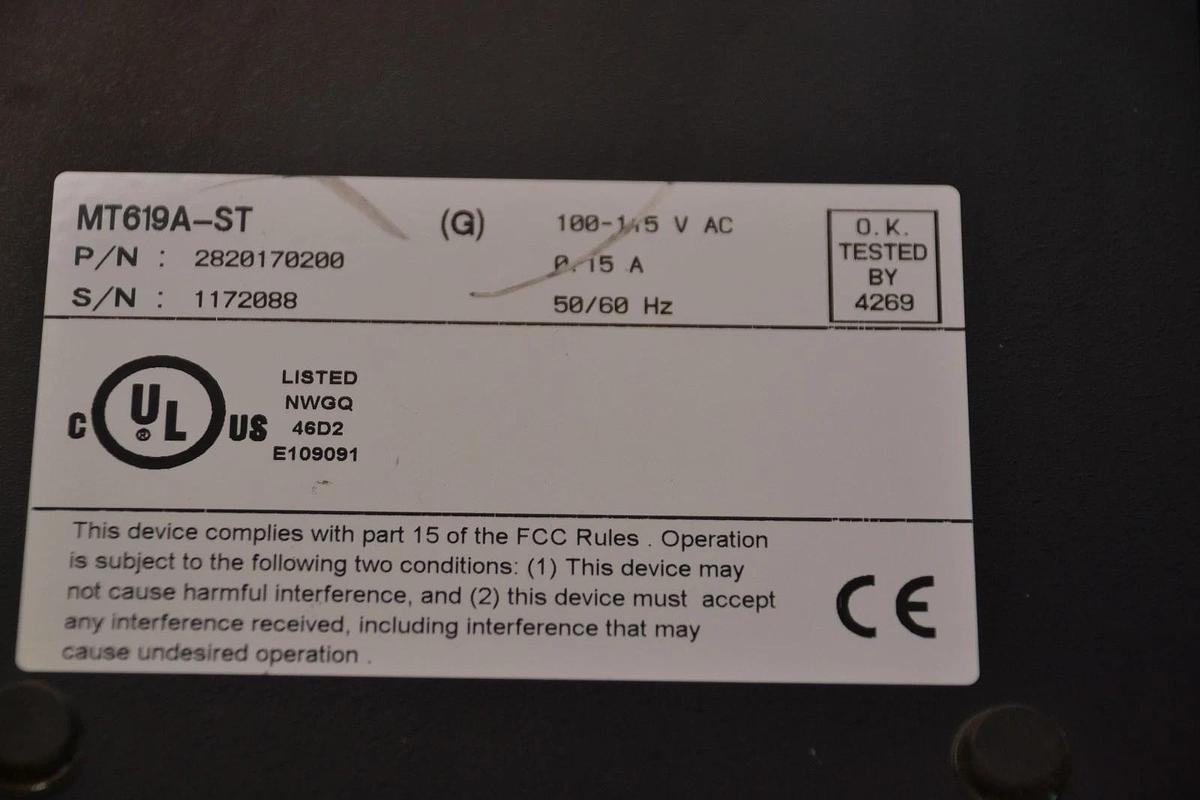 MT619A-ST
P/N : 2820170200
S/N : 1172088
(G)
V AC
0.15 A
50/60 Hz
O.K.
TESTED
BY
4269
C UL ® US
LISTED
NWGQ
46D2
E109091
This device complies with part 15 of the FCC Rules . Operation
is subject to the following two conditions: (1) This device may
not cause harmful interference, and (2) this device must accept
any interference received, including interference that may
cause undesired operation .
CE